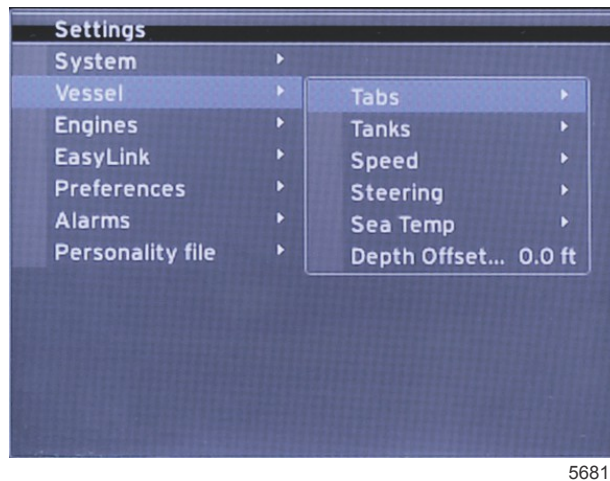 Settings
System
Vessel
Engines
EasyLink
Preferences
Alarms
Personality file
Tabs
Tanks
Speed
Steering
Sea Temp
Depth Offset... 0.0 ft
5681